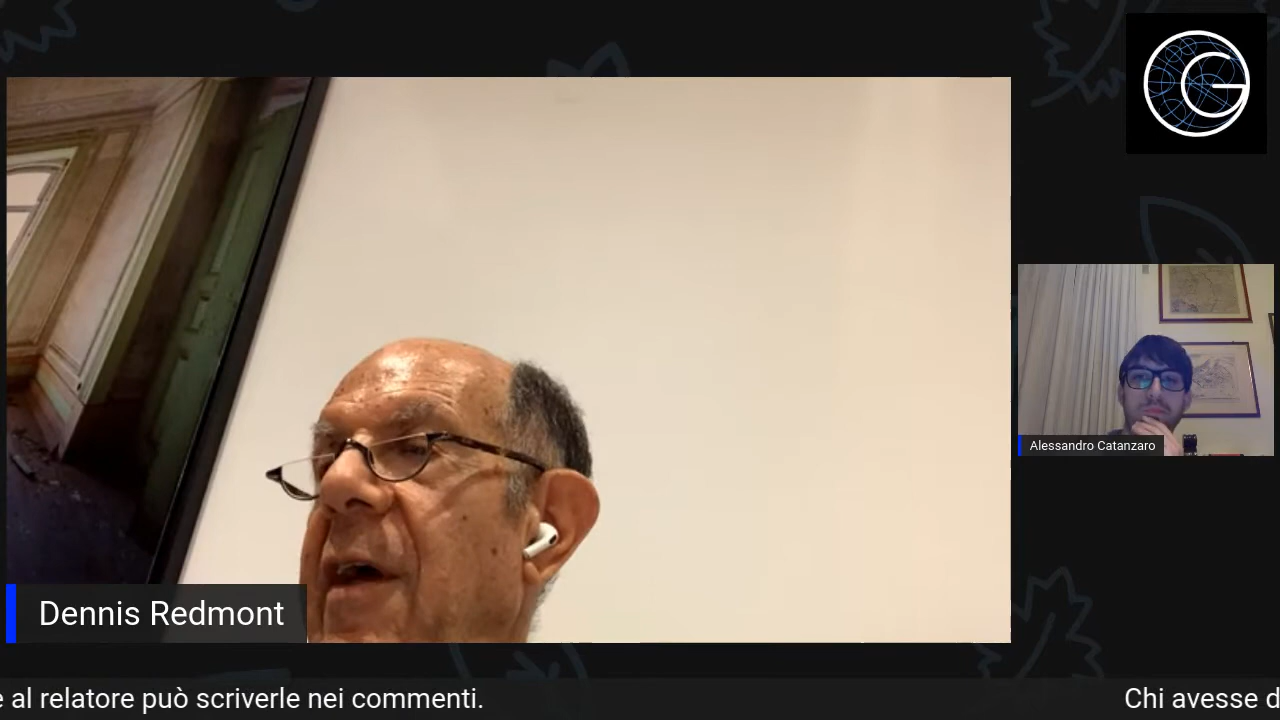 Alessandro Catanzaro
Dennis Redmont
e al relatore può scriverle nei commenti.
Chi avesse d